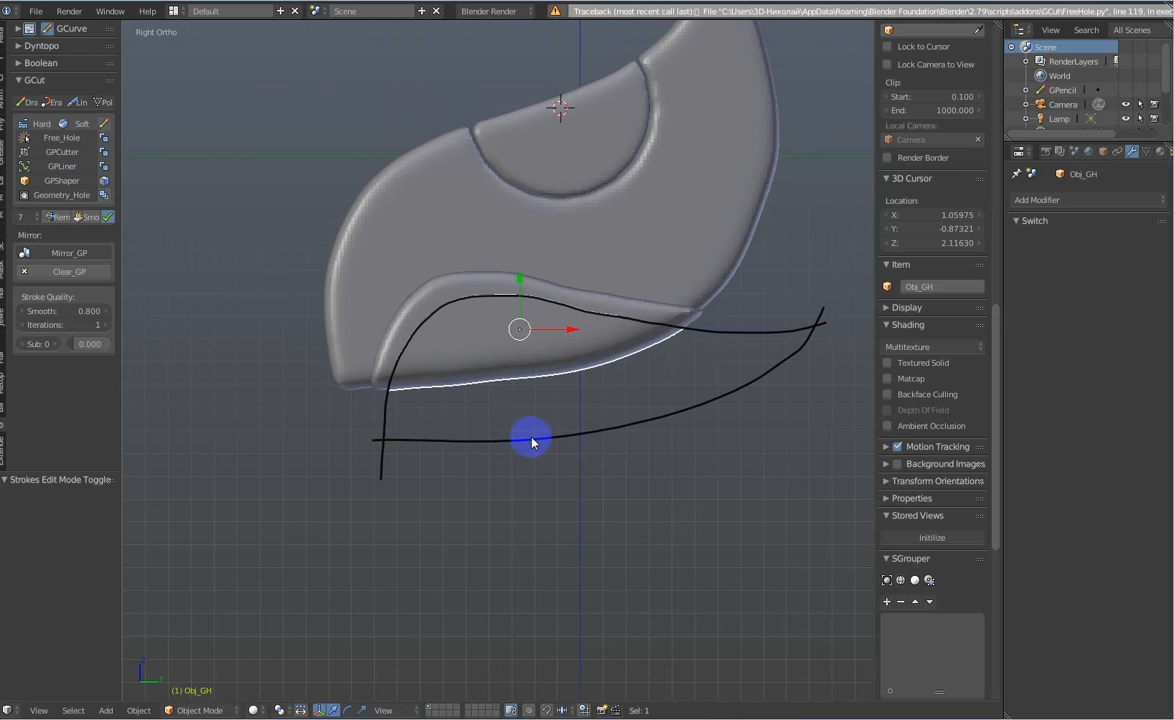 File Render Window Help Default Scene Blender Render Traceback (most recent call last): File "C:\Users\3D-Николай\AppData\Roaming\Blender Foundation\Blender\2.79\scripts\addons\GCut\FreeHole.py", line 119, in exec
GCurve
Dyntopo
Boolean
GCut
Dra Era Lin Pol
Hard Soft
Free_Hole
GPCutter
GPLiner
GPShaper
Geometry_Hole
7 Rem Smo
Mirror:
Mirror_GP
Clear_GP
Stroke Quality:
Smooth: 0.800
Iterations: 1
Sub: 0 0.000
Strokes Edit Mode Toggle
Right Ortho
(1) Obj_GH
View Select Add Object Object Mode View Sel: 1
Lock to Cursor
Lock Camera to View
Clip:
Start: 0.100
End: 1000.000
Local Camera:
Camera
Render Border
3D Cursor
Location:
X: 1.05975
Y: -0.87321
Z: 2.11630
Item
Obj_GH
Display
Shading
Multitexture
Textured Solid
Matcap
Backface Culling
Depth Of Field
Ambient Occlusion
Motion Tracking
Background Images
Transform Orientations
Properties
Stored Views
Initilize
SGrouper
View Search All Scenes
Scene
RenderLayers
World
GPencil
Camera
Lamp
Obj_GH
Add Modifier
Switch